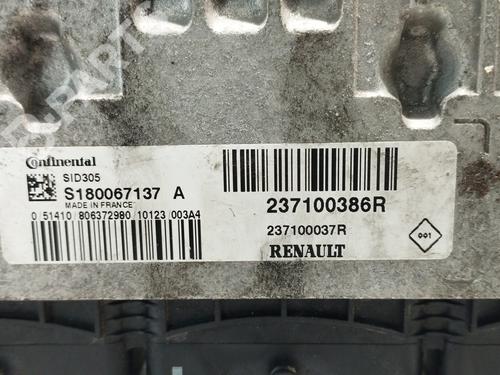 Continental
SID305
S180067137 A
MADE IN FRANCE
0 51410 806372980 10123 003A4
237100386R
237100037R
RENAULT
001